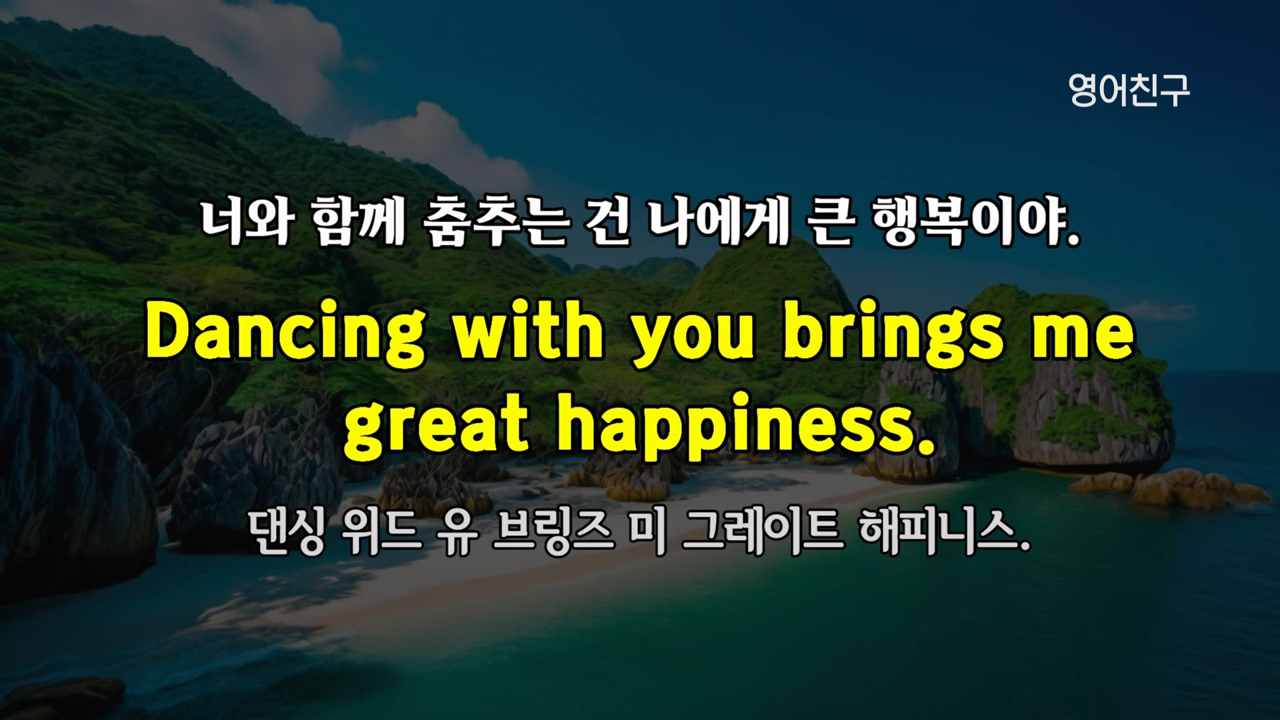 영어친구
너와 함께 춤추는 건 나에게 큰 행복이야.
Dancing with you brings me
great happiness.
댄싱 위드 유 브링즈 미 그레이트 해피니스.